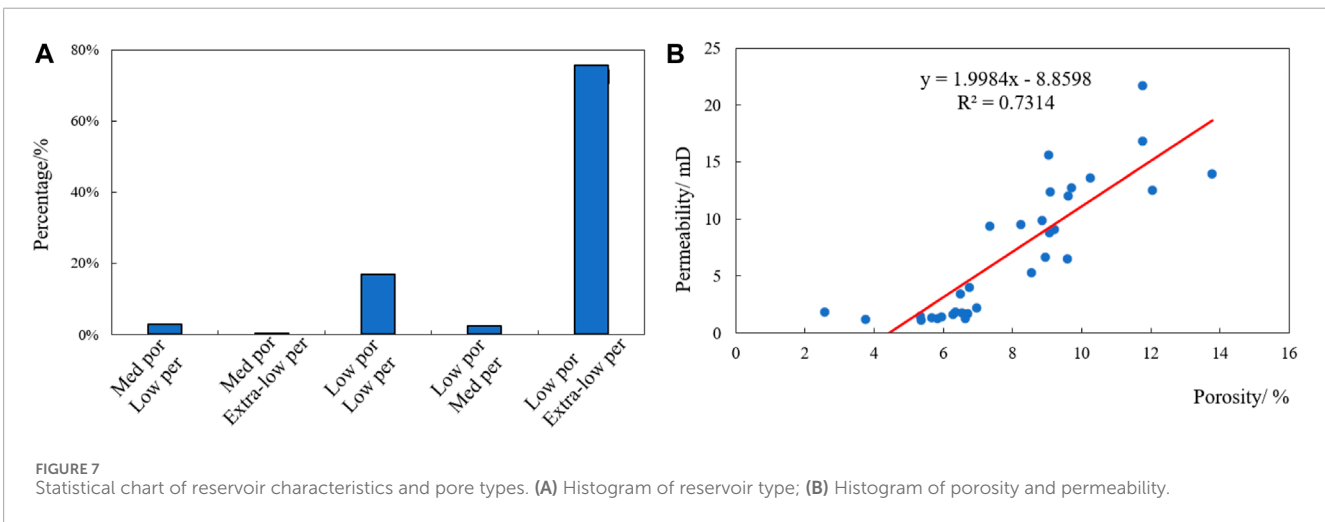 A
80%
60%
40%
20%
0%
Percentage/%
Med por
Low per
Med por
Extra-low per
Low por
Low per
Low por
Med per
Low por
Extra-low per
B
25
20
15
10
5
0
Permeability/ mD
y = 1.9984x - 8.8598
R² = 0.7314
0 2 4 6 8 10 12 14 16
Porosity/ %
FIGURE 7
Statistical chart of reservoir characteristics and pore types. (A) Histogram of reservoir type; (B) Histogram of porosity and permeability.